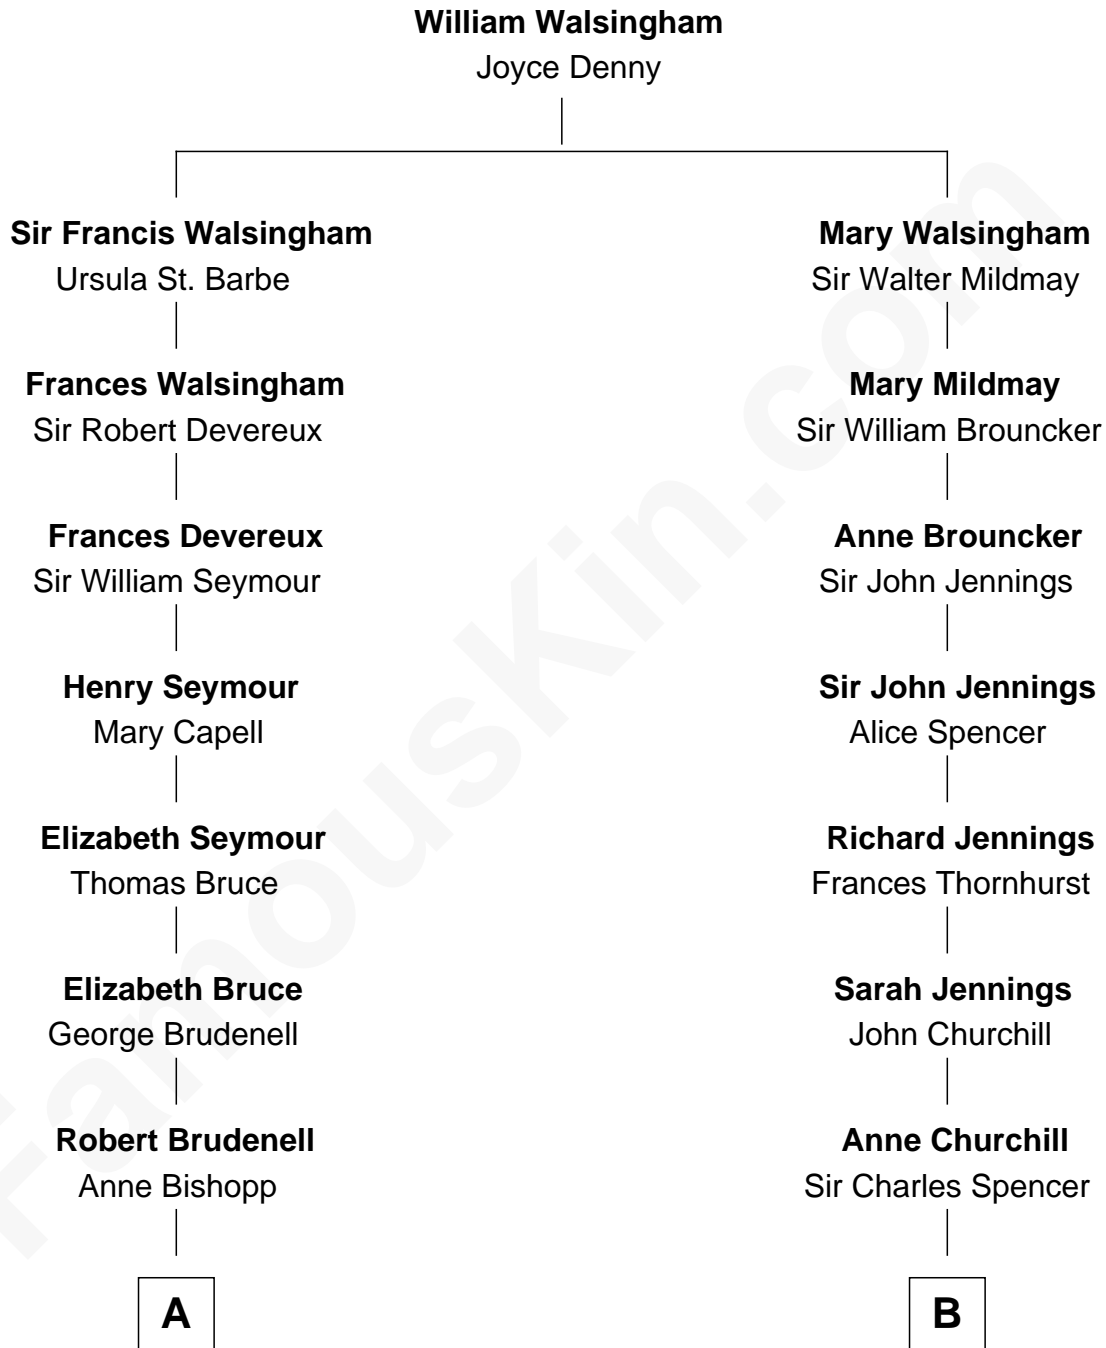 William Walsingham
Joyce Denny
Sir Francis Walsingham
Ursula St. Barbe
Mary Walsingham
Sir Walter Mildmay
Frances Walsingham
Sir Robert Devereux
Mary Mildmay
Sir William Brouncker
Frances Devereux
Sir William Seymour
Anne Brouncker
Sir John Jennings
Henry Seymour
Mary Capell
Sir John Jennings
Alice Spencer
Elizabeth Seymour
Thomas Bruce
Richard Jennings
Frances Thornhurst
Elizabeth Bruce
George Brudenell
Sarah Jennings
John Churchill
Robert Brudenell
Anne Bishopp
Anne Churchill
Sir Charles Spencer
A
B
FamousKin.com